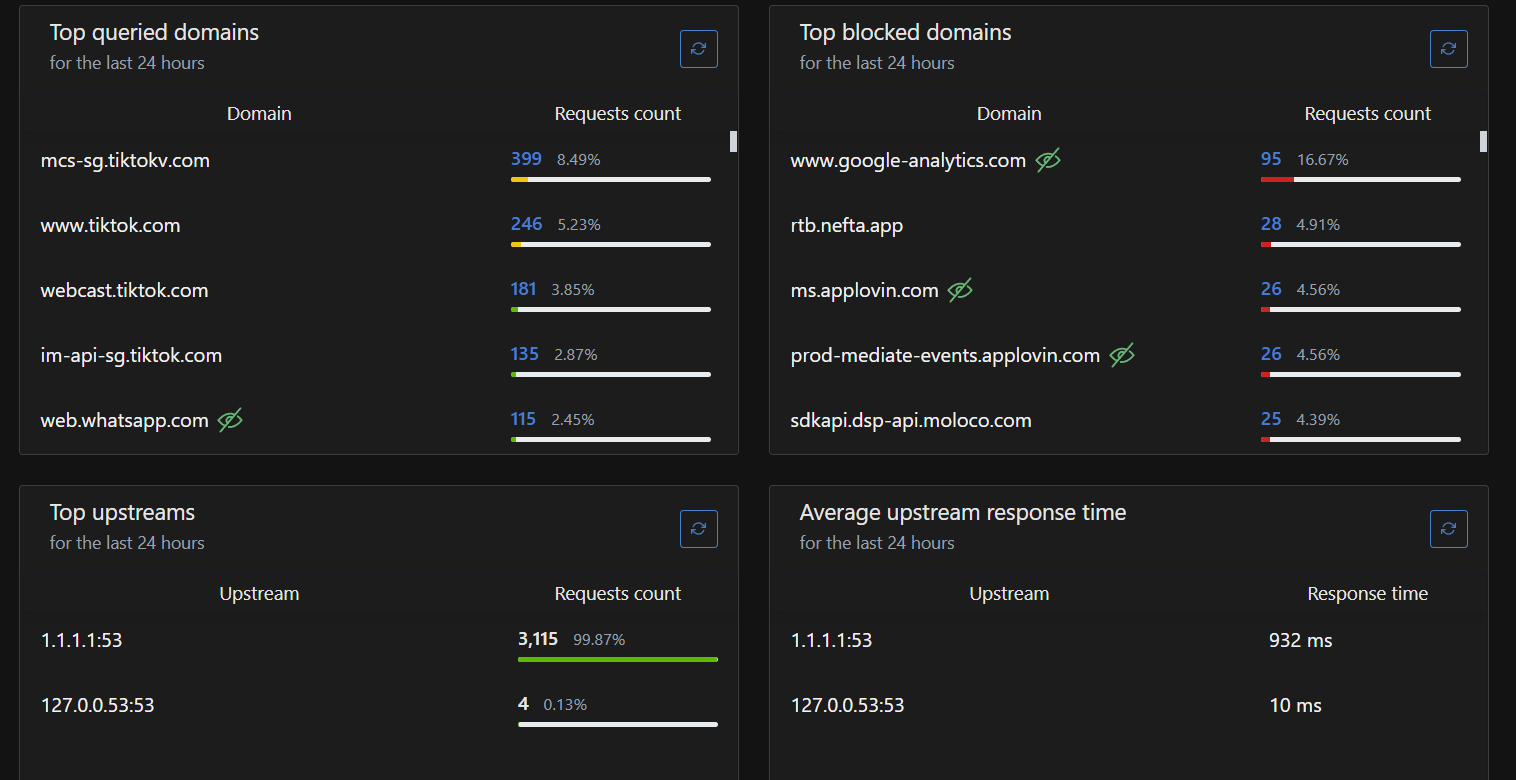 Top queried domains
for the last 24 hours
Domain Requests count
mcs-sg.tiktokv.com 399 8.49%
www.tiktok.com 246 5.23%
webcast.tiktok.com 181 3.85%
im-api-sg.tiktok.com 135 2.87%
web.whatsapp.com 115 2.45%
Top blocked domains
for the last 24 hours
Domain Requests count
www.google-analytics.com 95 16.67%
rtb.nefta.app 28 4.91%
ms.applovin.com 26 4.56%
prod-mediate-events.applovin.com 26 4.56%
sdkapi.dsp-api.moloco.com 25 4.39%
Top upstreams
for the last 24 hours
Upstream Requests count
1.1.1.1:53 3,115 99.87%
127.0.0.53:53 4 0.13%
Average upstream response time
for the last 24 hours
Upstream Response time
1.1.1.1:53 932 ms
127.0.0.53:53 10 ms